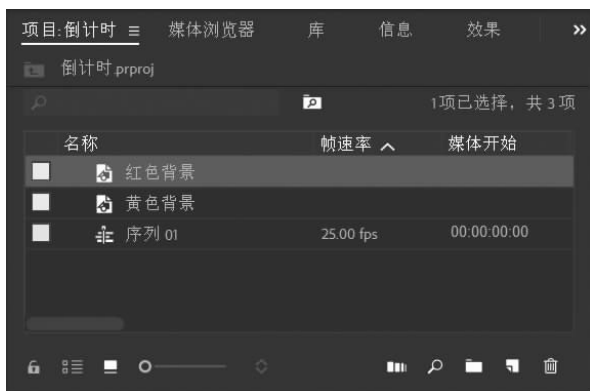 项目:倒计时 ≡ 媒体浏览器 库 信息 效果 »
倒计时.prproj
1项已选择，共 3 项
名称 帧速率 媒体开始
红色背景
黄色背景
序列 01 25.00 fps 00:00:00:00